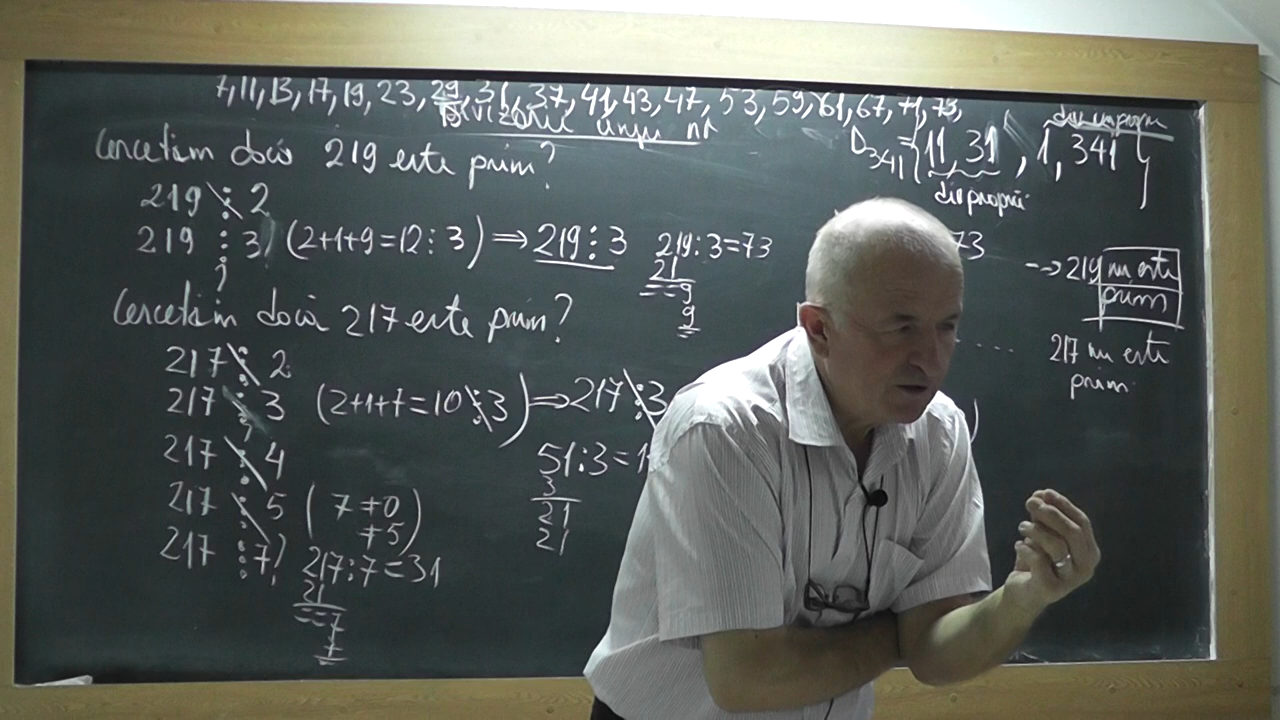 7, 11, 13, 17, 19, 23, 29, 31, 37, 41, 43, 47, 53, 59, 61, 67, 71, 73,
Divizorii unui nr
D₃₄₁={11, 31, 1, 341}
div improprii
div proprii
Cercetăm dacă 219 este prim?
219 ⋮̸ 2
219 ⋮ 3? (2+1+9=12⋮3) ⇒ 219⋮3
219:3=73
21
9
9
73
→ 219 nu este
prim
Cercetăm dacă 217 este prim?
217 ⋮̸ 2
217 ⋮̸ 3 (2+1+7=10⋮̸3) ⇒ 217⋮̸3
217 ⋮̸ 4
217 ⋮̸ 5 (7≠0
≠5)
217 ⋮ 7? 217:7=31
21
7
7
51:3=1
3
21
21
. . . .
217 nu este
prim